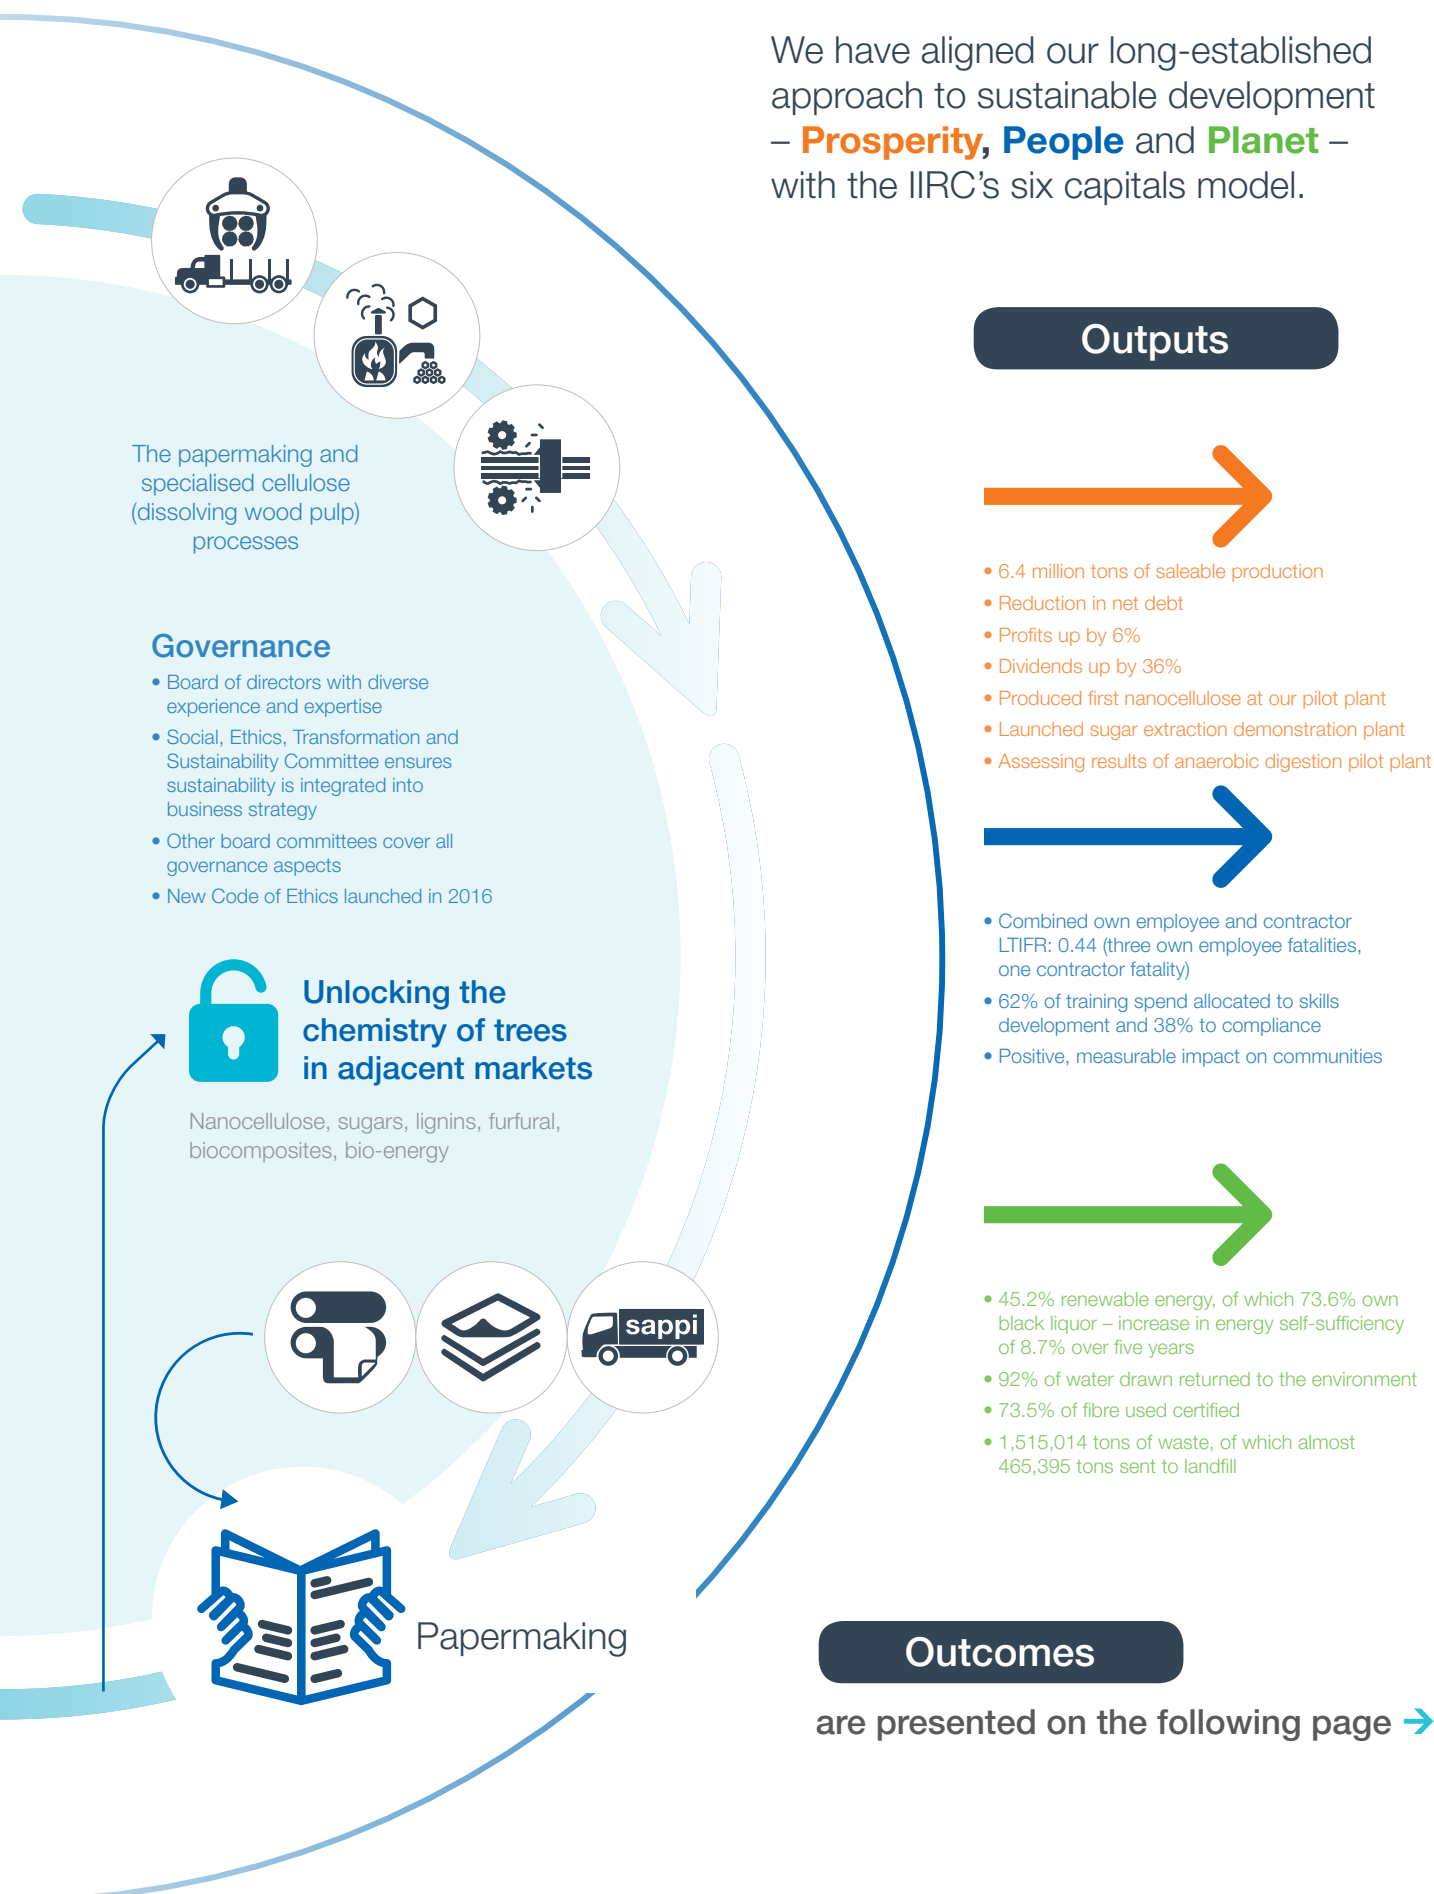 We have aligned our long-established
approach to sustainable development
– Prosperity, People and Planet –
with the IIRC’s six capitals model.
The papermaking and
specialised cellulose
(dissolving wood pulp)
processes
Governance
• Board of directors with diverse
experience and expertise
• Social, Ethics, Transformation and
Sustainability Committee ensures
sustainability is integrated into
business strategy
• Other board committees cover all
governance aspects
• New Code of Ethics launched in 2016
Unlocking the
chemistry of trees
in adjacent markets
Nanocellulose, sugars, lignins, furfural,
biocomposites, bio-energy
sappi
Papermaking
Outputs
• 6.4 million tons of saleable production
• Reduction in net debt
• Profits up by 6%
• Dividends up by 36%
• Produced first nanocellulose at our pilot plant
• Launched sugar extraction demonstration plant
• Assessing results of anaerobic digestion pilot plant
• Combined own employee and contractor
LTIFR: 0.44 (three own employee fatalities,
one contractor fatality)
• 62% of training spend allocated to skills
development and 38% to compliance
• Positive, measurable impact on communities
• 45.2% renewable energy, of which 73.6% own
black liquor – increase in energy self-sufficiency
of 8.7% over five years
• 92% of water drawn returned to the environment
• 73.5% of fibre used certified
• 1,515,014 tons of waste, of which almost
465,395 tons sent to landfill
Outcomes
are presented on the following page